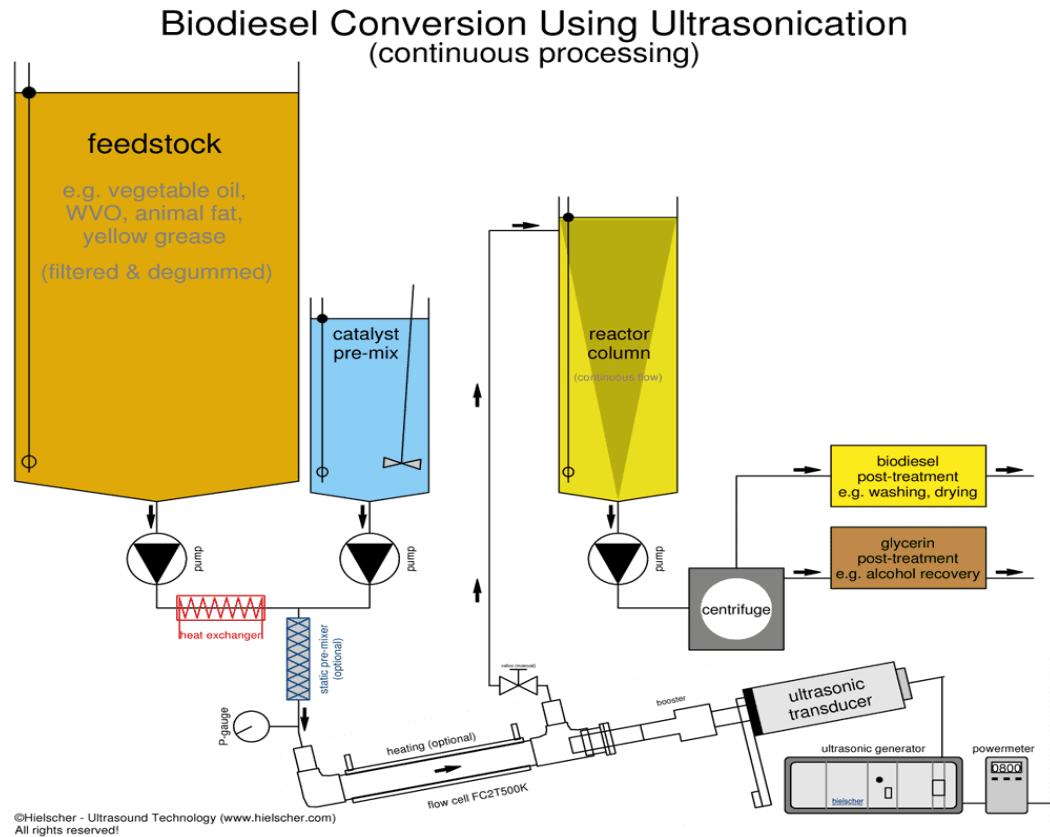 Biodiesel Conversion Using Ultrasonication
(continuous processing)
feedstock
e.g. vegetable oil,
WVO, animal fat,
yellow grease
(filtered & degummed)
catalyst
pre-mix
reactor
column
(continuous flow)
biodiesel
post-treatment
e.g. washing, drying
glycerin
post-treatment
e.g. alcohol recovery
pump
pump
pump
centrifuge
heat exchanger
static pre-mixer
(optional)
P-gauge
valve (manual)
booster
ultrasonic
transducer
heating (optional)
flow cell FC2T500K
ultrasonic generator
powermeter
0800
hielscher
©Hielscher - Ultrasound Technology (www.hielscher.com)
All rights reserved!